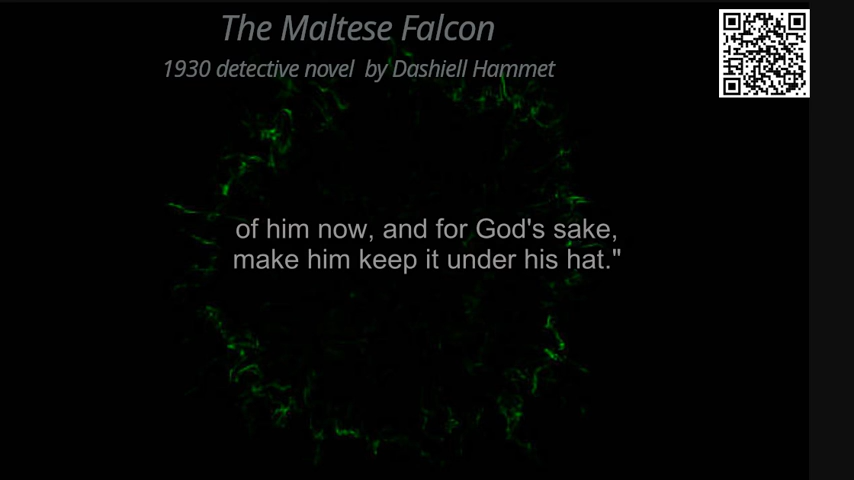 The Maltese Falcon
1930 detective novel by Dashiell Hammet
of him now, and for God's sake,
make him keep it under his hat."